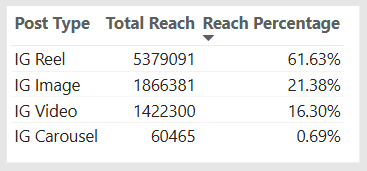 Post Type Total Reach Reach Percentage
IG Reel 5379091 61.63%
IG Image 1866381 21.38%
IG Video 1422300 16.30%
IG Carousel 60465 0.69%